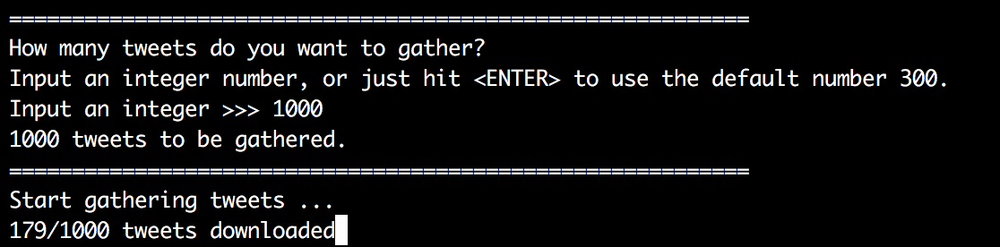 ===========================================================
How many tweets do you want to gather?
Input an integer number, or just hit <ENTER> to use the default number 300.
Input an integer >>> 1000
1000 tweets to be gathered.
===========================================================
Start gathering tweets ...
179/1000 tweets downloaded